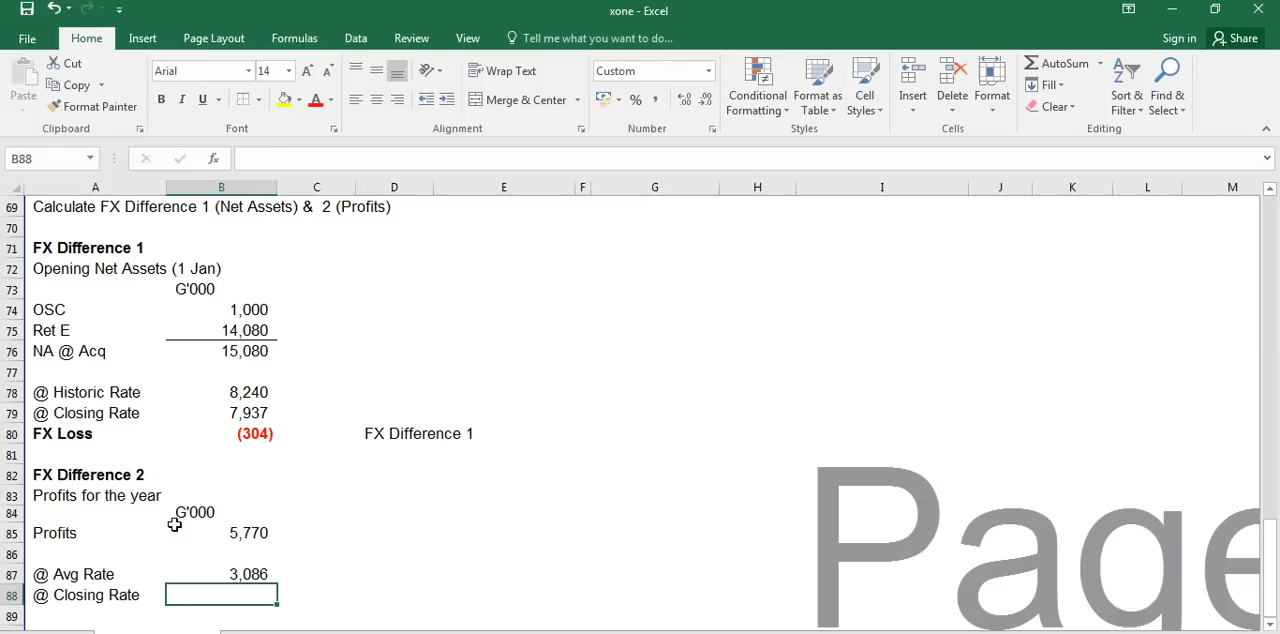 xone - Excel
File Home Insert Page Layout Formulas Data Review View Tell me what you want to do... Sign in Share
Cut
Copy
Format Painter
Paste
Clipboard
Arial 14
B I U A
Font
Wrap Text
Merge & Center
Alignment
Custom
% ,
Number
Conditional Formatting
Format as Table
Cell Styles
Styles
Insert Delete Format
Cells
AutoSum
Fill
Clear
Sort & Filter
Find & Select
Editing
B88 fx
A B C D E F G H I J K L M
69 Calculate FX Difference 1 (Net Assets) & 2 (Profits)
70
71 FX Difference 1
72 Opening Net Assets (1 Jan)
73 G'000
74 OSC 1,000
75 Ret E 14,080
76 NA @ Acq 15,080
77
78 @ Historic Rate 8,240
79 @ Closing Rate 7,937
80 FX Loss (304) FX Difference 1
81
82 FX Difference 2
83 Profits for the year
84 G'000
85 Profits 5,770
86
87 @ Avg Rate 3,086
88 @ Closing Rate
89
Page